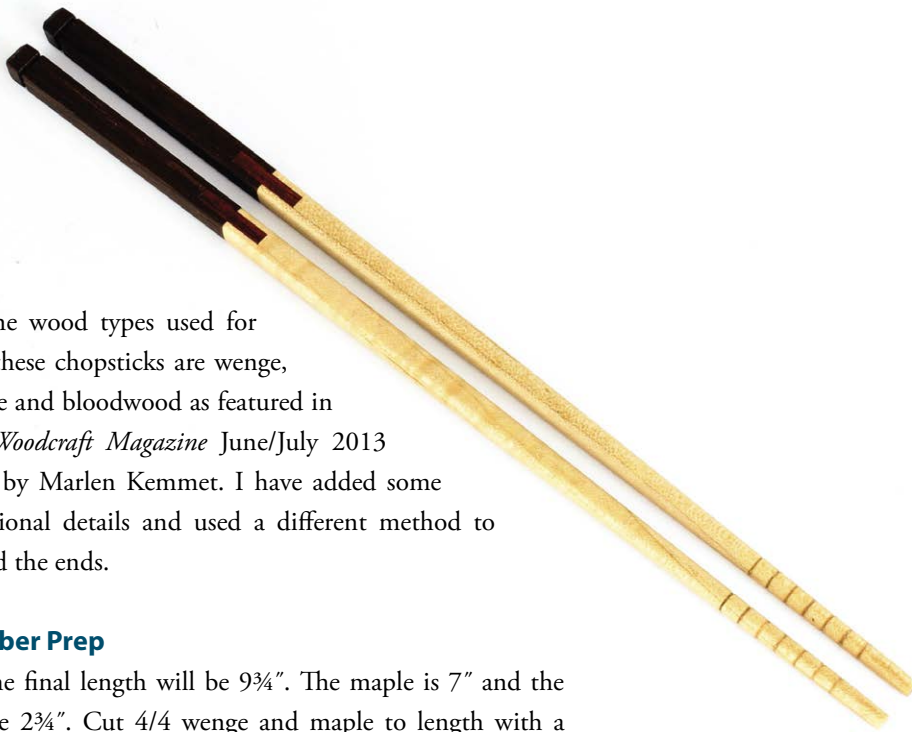 he wood types used for
these chopsticks are wenge,
e and bloodwood as featured in
Woodcraft Magazine June/July 2013
by Marlen Kemmet. I have added some
ional details and used a different method to
d the ends.
ber Prep
he final length will be 9¾″. The maple is 7″ and the
e 2¾″. Cut 4/4 wenge and maple to length with a